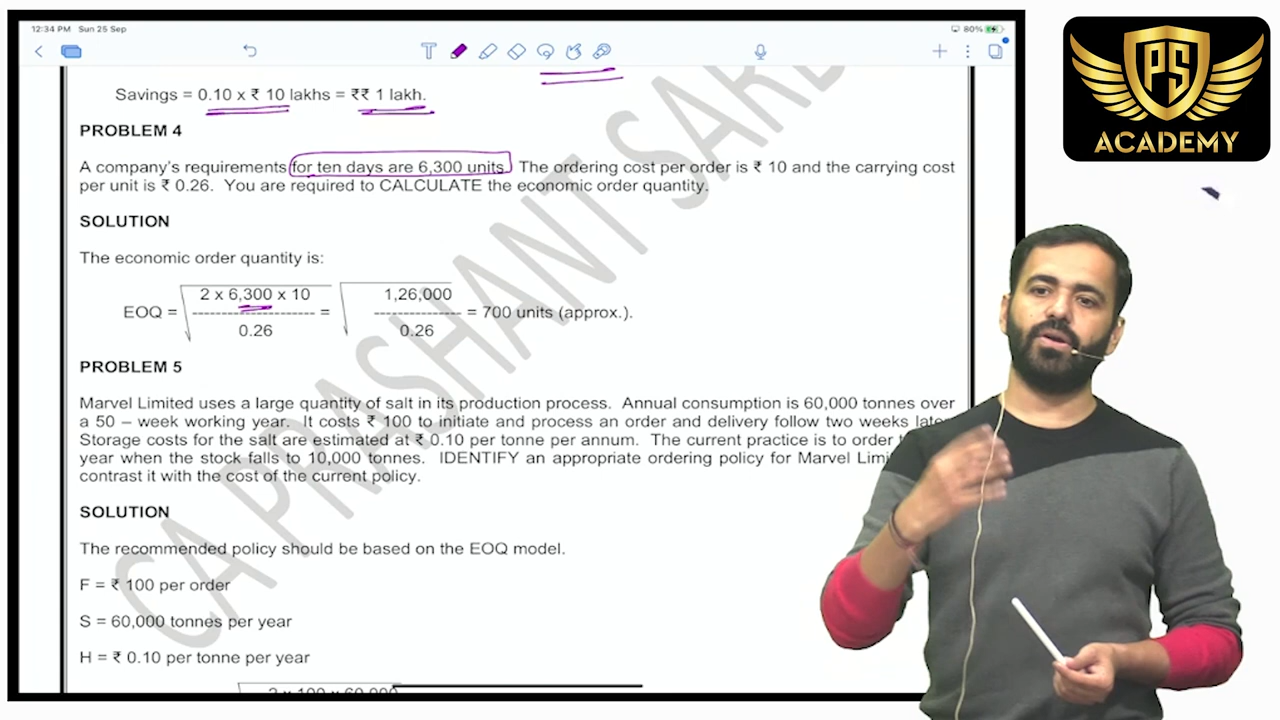 12:34 PM Sun 25 Sep
80%
Savings = 0.10 x ₹ 10 lakhs = ₹₹ 1 lakh.
PROBLEM 4
A company's requirements for ten days are 6,300 units. The ordering cost per order is ₹ 10 and the carrying cost
per unit is ₹ 0.26. You are required to CALCULATE the economic order quantity.
SOLUTION
The economic order quantity is:
2 x 6,300 x 10 1,26,000
EOQ = ---------------------- = ---------------- = 700 units (approx.).
0.26 0.26
PROBLEM 5
Marvel Limited uses a large quantity of salt in its production process. Annual consumption is 60,000 tonnes over
a 50 – week working year. It costs ₹ 100 to initiate and process an order and delivery follow two weeks later.
Storage costs for the salt are estimated at ₹ 0.10 per tonne per annum. The current practice is to order
year when the stock falls to 10,000 tonnes. IDENTIFY an appropriate ordering policy for Marvel
contrast it with the cost of the current policy.
SOLUTION
The recommended policy should be based on the EOQ model.
F = ₹ 100 per order
S = 60,000 tonnes per year
H = ₹ 0.10 per tonne per year
2 x 100 x 60,000
CA PRASHANT SARDA
PS
ACADEMY